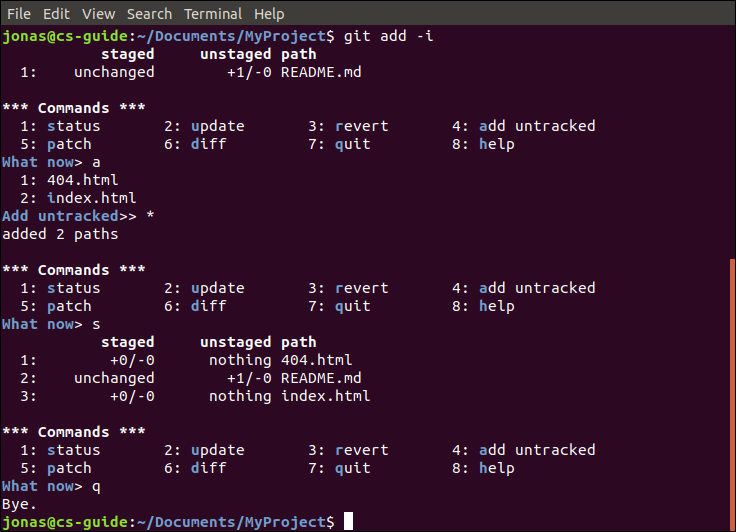 File Edit View Search Terminal Help
jonas@cs-guide:~/Documents/MyProject$ git add -i
           staged     unstaged path
  1:    unchanged        +1/-0 README.md
*** Commands ***
  1: status       2: update       3: revert       4: add untracked
  5: patch        6: diff         7: quit         8: help
What now> a
  1: 404.html
  2: index.html
Add untracked>> *
added 2 paths
*** Commands ***
  1: status       2: update       3: revert       4: add untracked
  5: patch        6: diff         7: quit         8: help
What now> s
           staged     unstaged path
  1:        +0/-0      nothing 404.html
  2:    unchanged        +1/-0 README.md
  3:        +0/-0      nothing index.html
*** Commands ***
  1: status       2: update       3: revert       4: add untracked
  5: patch        6: diff         7: quit         8: help
What now> q
Bye.
jonas@cs-guide:~/Documents/MyProject$